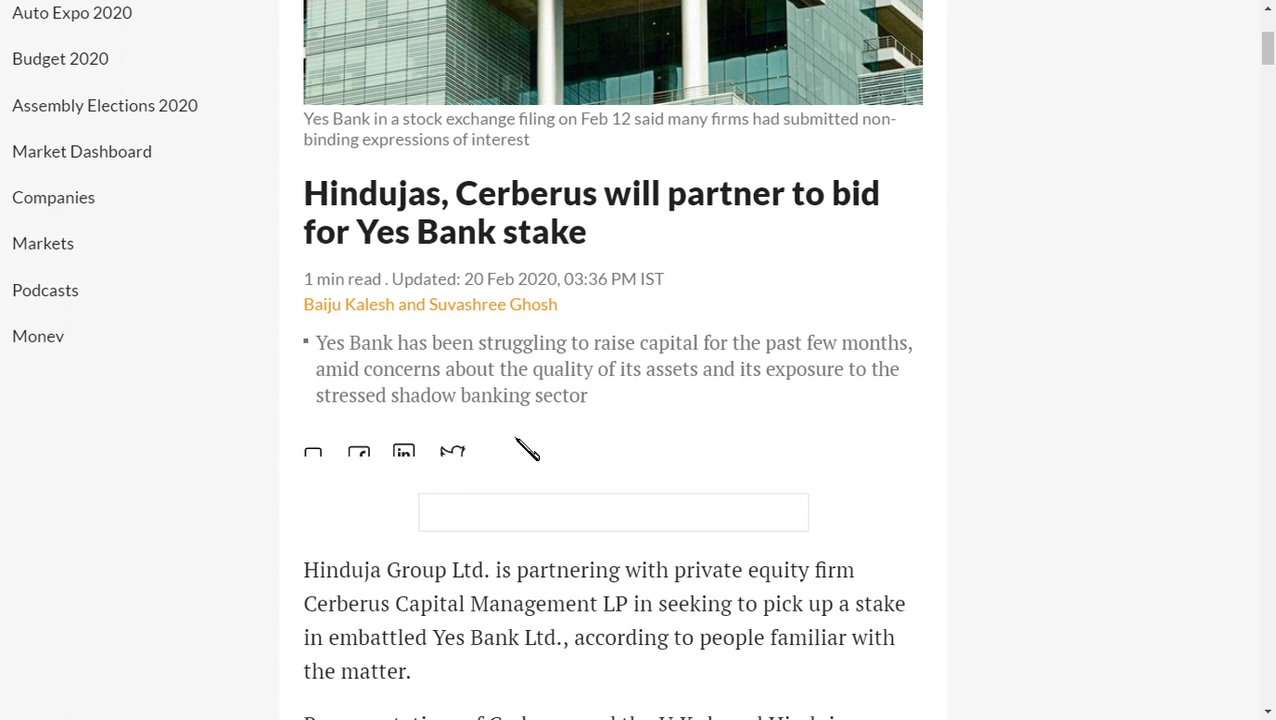 Auto Expo 2020
Budget 2020
Assembly Elections 2020
Market Dashboard
Companies
Markets
Podcasts
Money
Yes Bank in a stock exchange filing on Feb 12 said many firms had submitted non-
binding expressions of interest
Hindujas, Cerberus will partner to bid
for Yes Bank stake
1 min read . Updated: 20 Feb 2020, 03:36 PM IST
Baiju Kalesh and Suvashree Ghosh
Yes Bank has been struggling to raise capital for the past few months,
amid concerns about the quality of its assets and its exposure to the
stressed shadow banking sector
Hinduja Group Ltd. is partnering with private equity firm
Cerberus Capital Management LP in seeking to pick up a stake
in embattled Yes Bank Ltd., according to people familiar with
the matter.